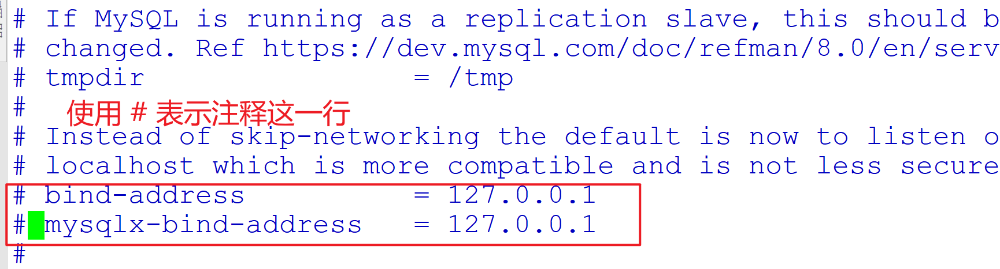 # If MySQL is running as a replication slave, this should b
# changed. Ref https://dev.mysql.com/doc/refman/8.0/en/serv
# tmpdir = /tmp
#
使用 # 表示注释这一行
# Instead of skip-networking the default is now to listen o
# localhost which is more compatible and is not less secure
# bind-address = 127.0.0.1
# mysqlx-bind-address = 127.0.0.1
#